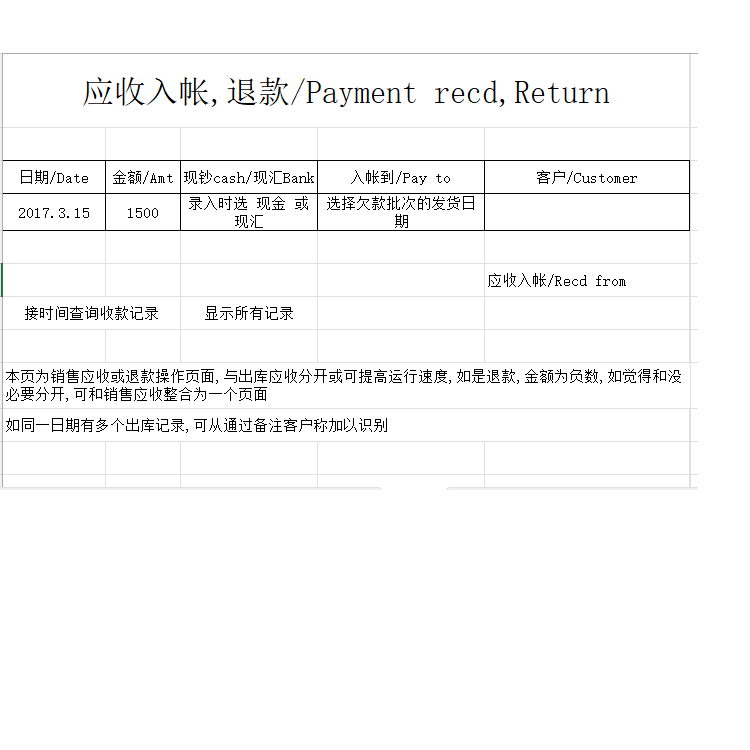 应收入帐,退款/Payment recd,Return
日期/Date 金额/Amt 现钞cash/现汇Bank 入帐到/Pay to 客户/Customer
2017.3.15 1500 录入时选 现金 或 选择欠款批次的发货日
现汇 期
应收入帐/Recd from
接时间查询收款记录 显示所有记录
本页为销售应收或退款操作页面,与出库应收分开或可提高运行速度,如是退款,金额为负数,如觉得和没
必要分开,可和销售应收整合为一个页面
如同一日期有多个出库记录,可从通过备注客户称加以识别